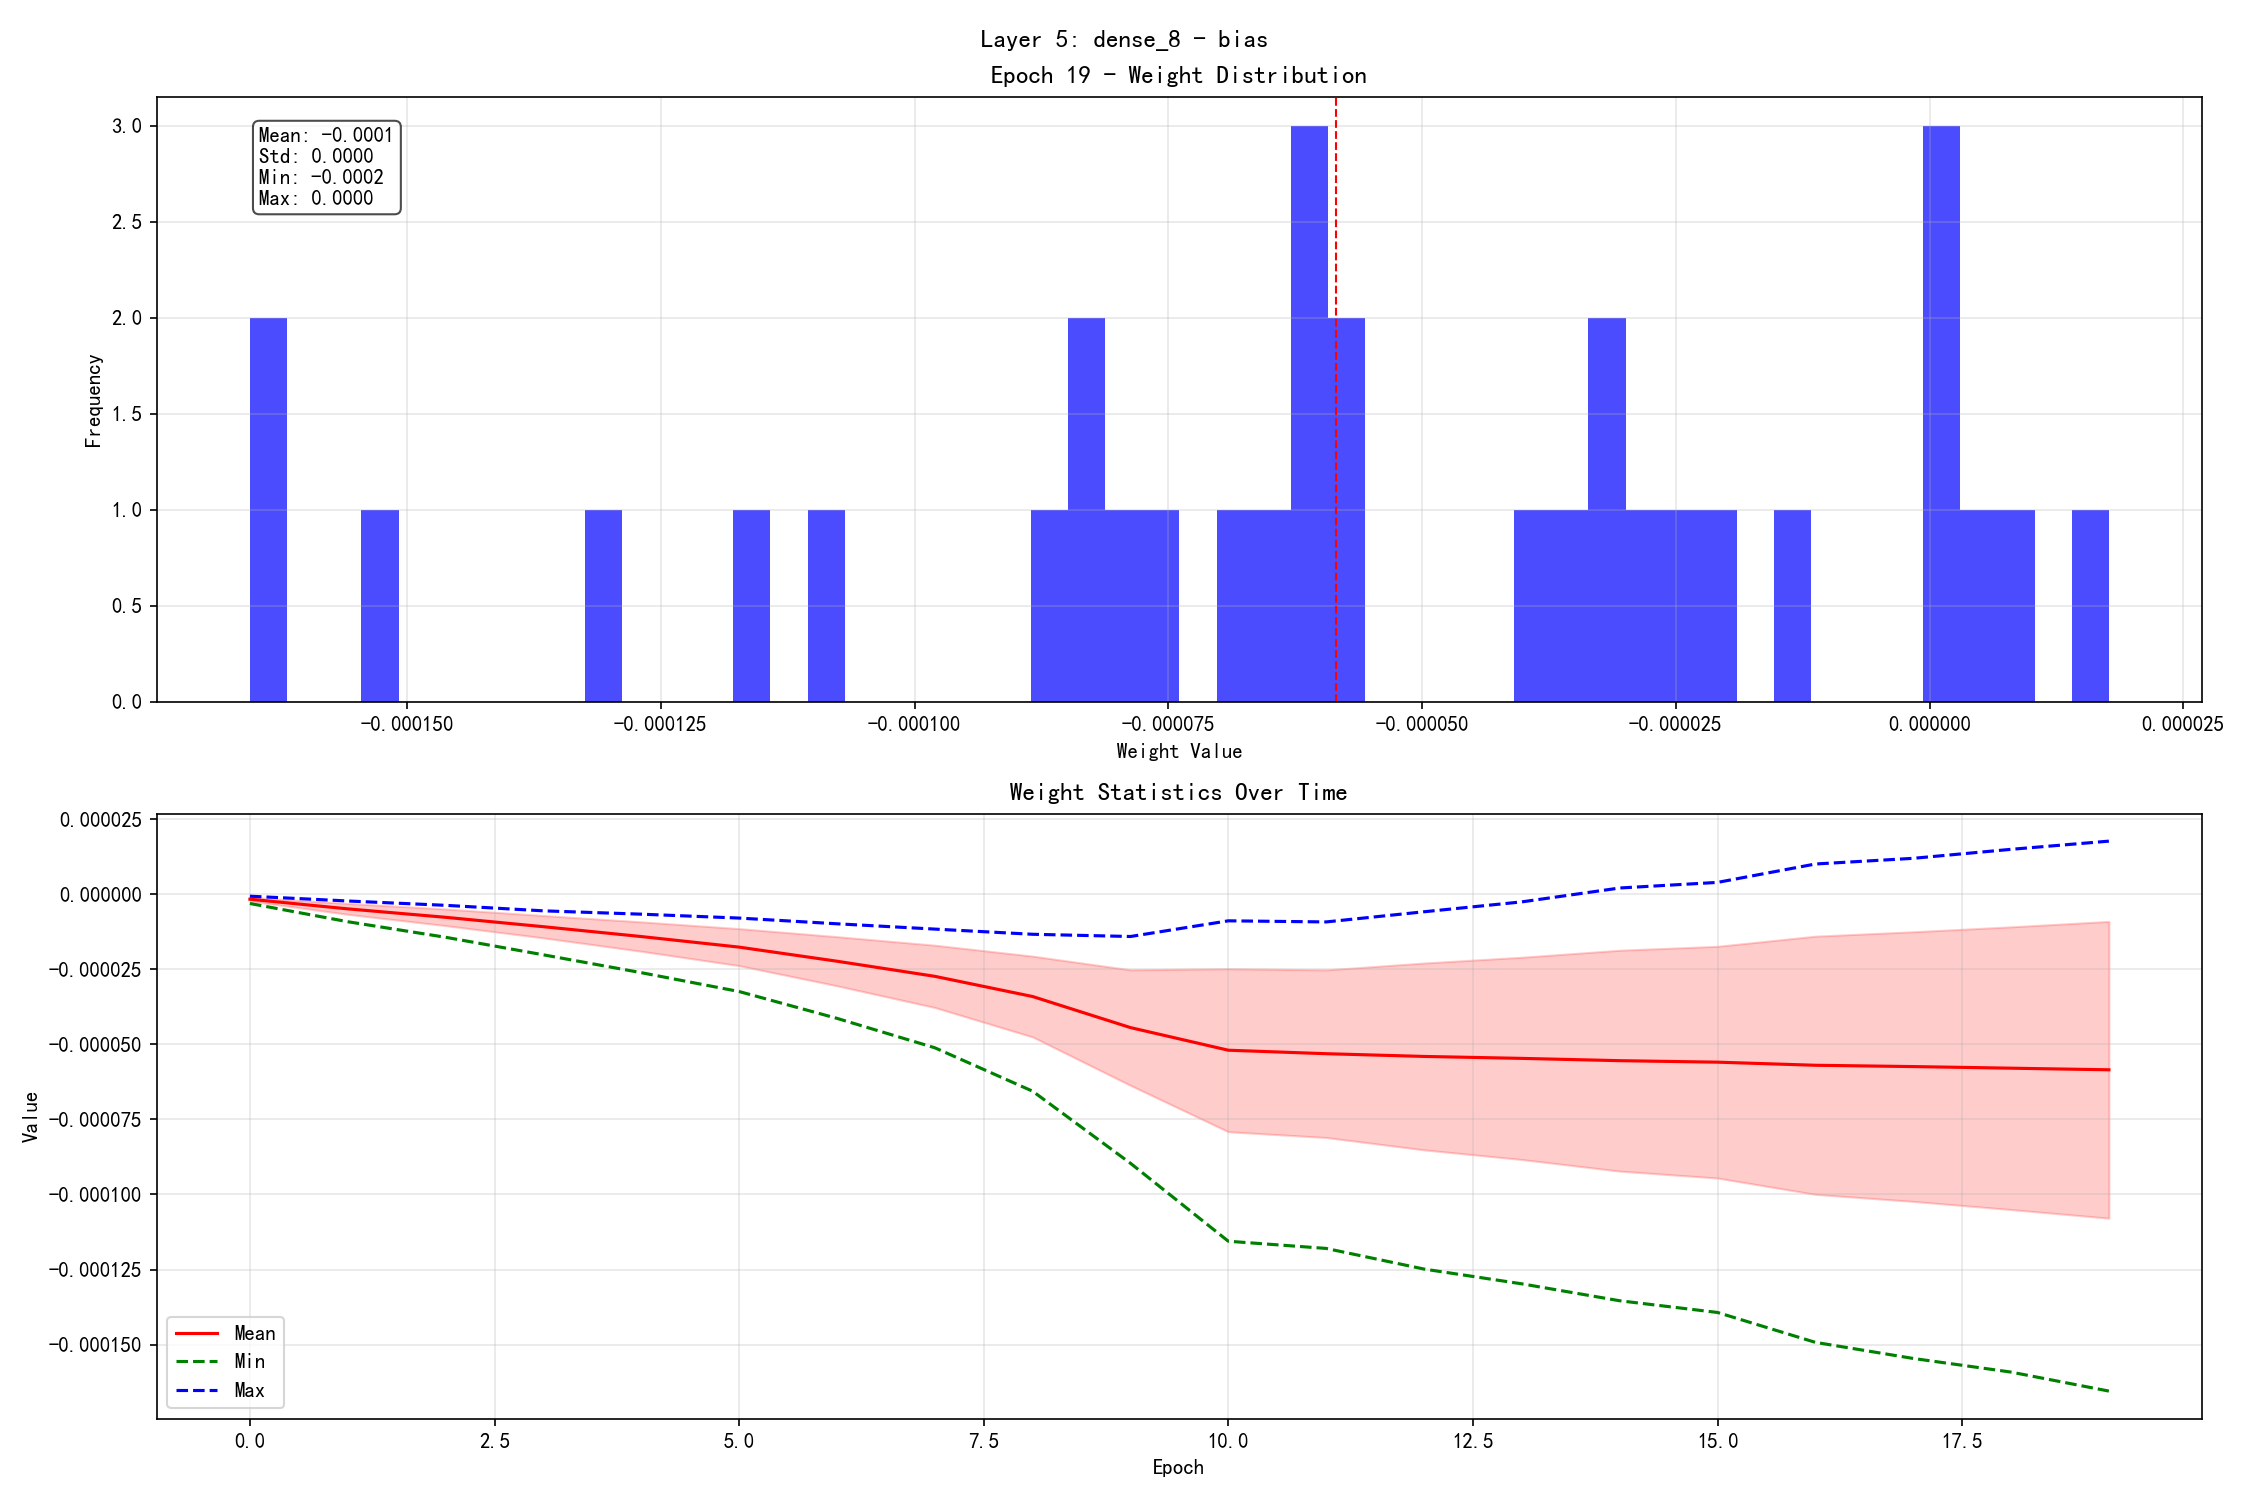 Layer 5: dense_8 - bias
Epoch 19 - Weight Distribution
Mean: -0.0001
Std: 0.0000
Min: -0.0002
Max: 0.0000
3.0
2.5
2.0
1.5
1.0
0.5
0.0
Frequency
-0.000150 -0.000125 -0.000100 -0.000075 -0.000050 -0.000025 0.000000 0.000025
Weight Value
Weight Statistics Over Time
0.000025
0.000000
-0.000025
-0.000050
-0.000075
-0.000100
-0.000125
-0.000150
Value
Mean
Min
Max
0.0 2.5 5.0 7.5 10.0 12.5 15.0 17.5
Epoch